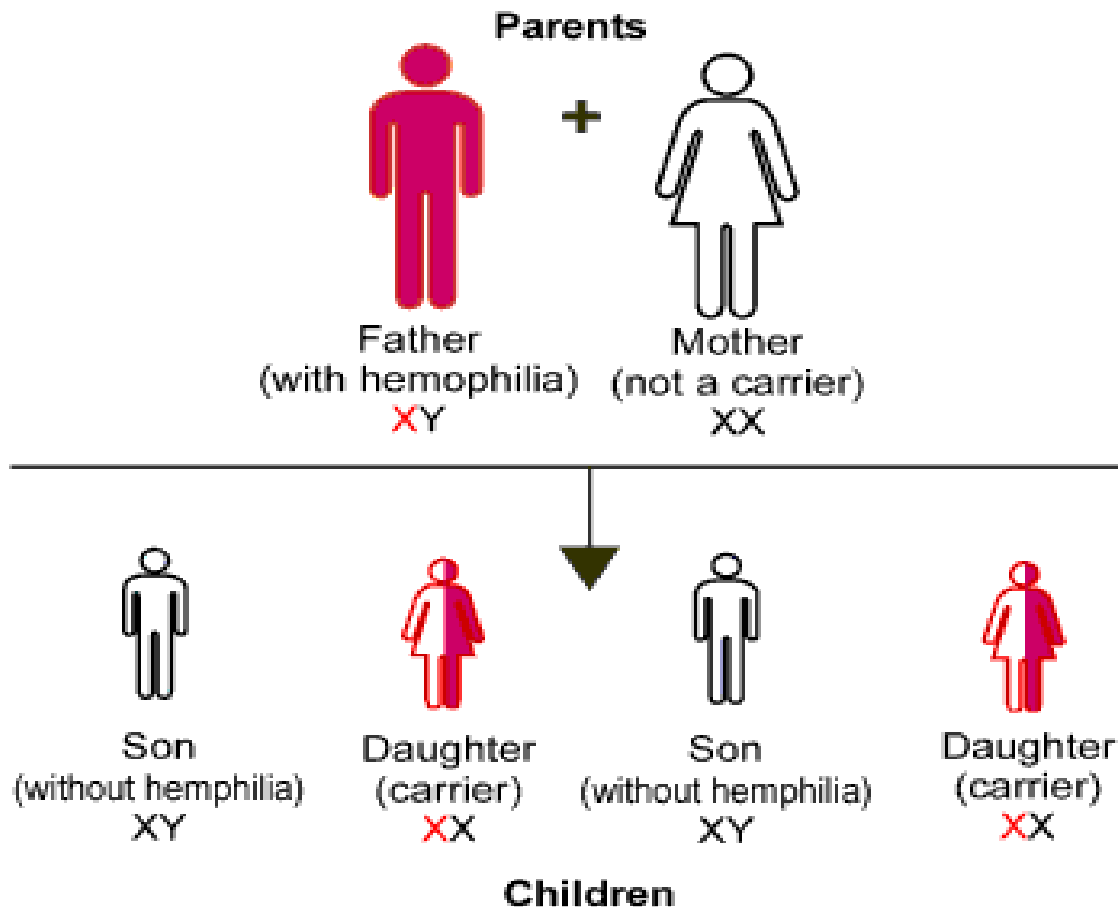 Parents
+
Father
(with hemophilia)
XY
Mother
(not a carrier)
XX
Son
(without hemphilia)
XY
Daughter
(carrier)
XX
Son
(without hemphilia)
XY
Daughter
(carrier)
XX
Children